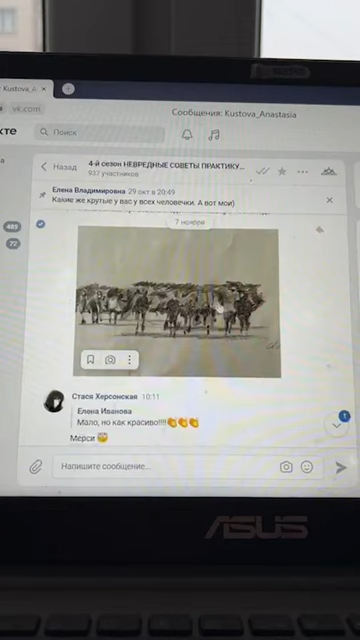 Kustova_A
vk.com
Сообщения: Kustova_Anastasia
кте
Поиск
Назад
4-й сезон НЕВРЕДНЫЕ СОВЕТЫ ПРАКТИКУ...
937 участников
Елена Владимировна 29 окт в 20:49
Какие же крутые у вас у всех человечки. А вот мои)
7 ноября
485
72
Стася Херсонская 10:11
Елена Иванова
Мало, но как красиво!!!!👏👏👏
1
Мерси 🤯
Напишите сообщение...
ASUS